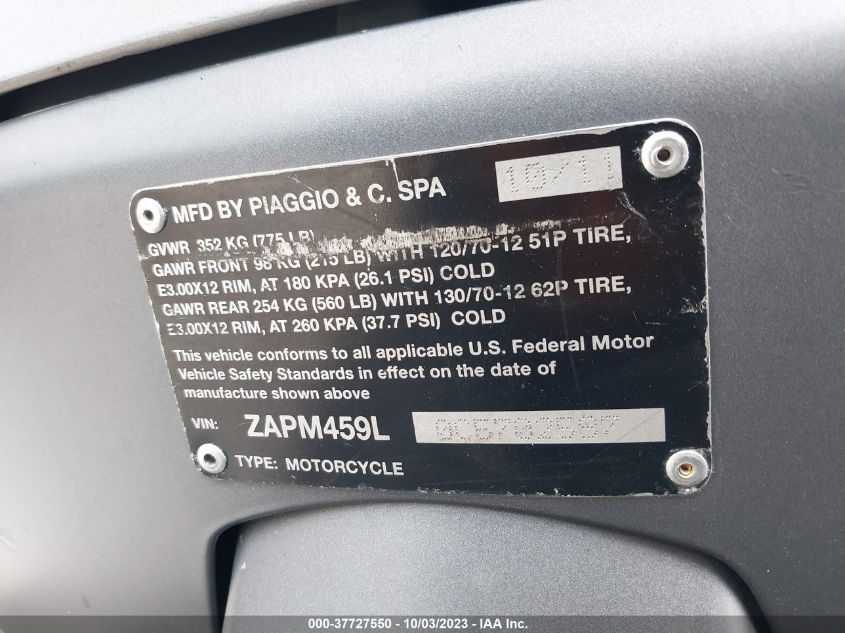 10/11
MFD BY PIAGGIO & C. SPA
GVWR 352 KG (775 LB)
GAWR FRONT 98 KG (215 LB) WITH 120/70-12 51P TIRE,
E3.00X12 RIM, AT 180 KPA (26.1 PSI) COLD
GAWR REAR 254 KG (560 LB) WITH 130/70-12 62P TIRE,
E3.00X12 RIM, AT 260 KPA (37.7 PSI) COLD
This vehicle conforms to all applicable U.S. Federal Motor
Vehicle Safety Standards in effect on the date of
manufacture shown above
VIN: ZAPM459L 0C5702597
TYPE: MOTORCYCLE
000-37727550 - 10/03/2023 - IAA Inc.